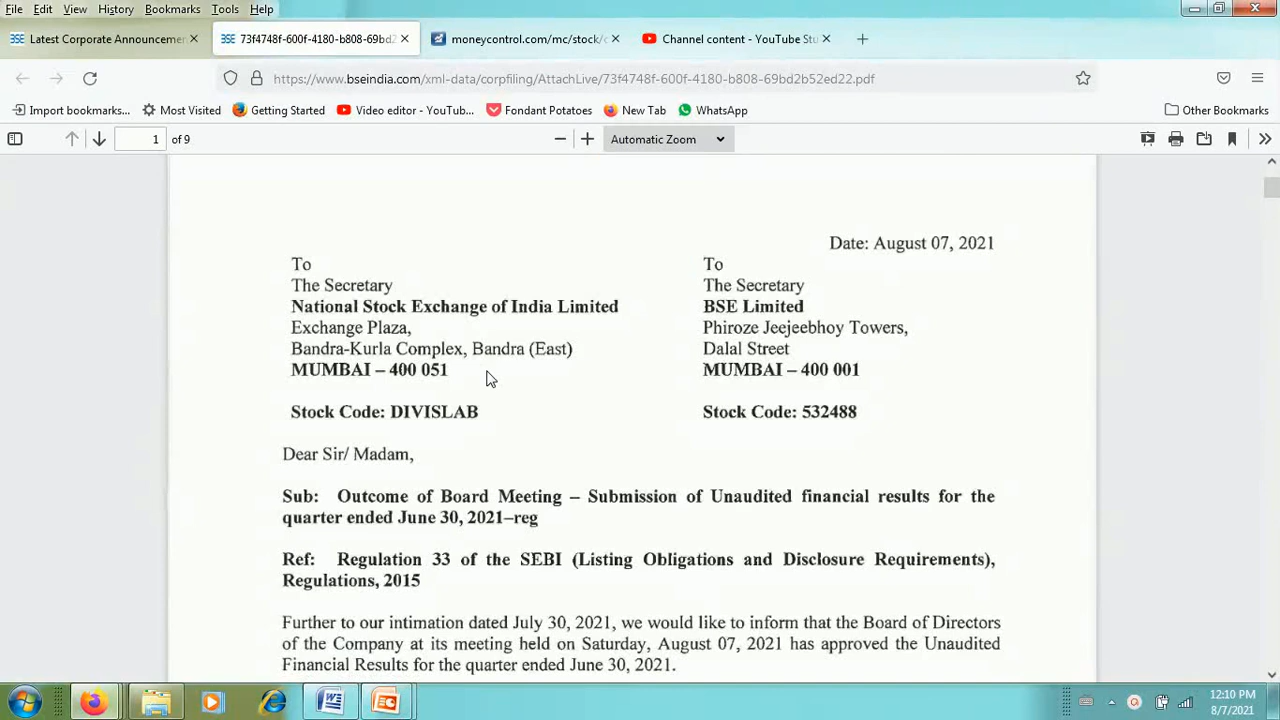 File Edit View History Bookmarks Tools Help
Latest Corporate Announcemen
73f4748f-600f-4180-b808-69bd2
moneycontrol.com/mc/stock/c
Channel content - YouTube Stu
https://www.bseindia.com/xml-data/corpfiling/AttachLive/73f4748f-600f-4180-b808-69bd2b52ed22.pdf
Import bookmarks... Most Visited Getting Started Video editor - YouTub... Fondant Potatoes New Tab WhatsApp Other Bookmarks
1 of 9 Automatic Zoom
Date: August 07, 2021
To
The Secretary
National Stock Exchange of India Limited
Exchange Plaza,
Bandra-Kurla Complex, Bandra (East)
MUMBAI – 400 051
Stock Code: DIVISLAB
To
The Secretary
BSE Limited
Phiroze Jeejeebhoy Towers,
Dalal Street
MUMBAI – 400 001
Stock Code: 532488
Dear Sir/ Madam,
Sub: Outcome of Board Meeting – Submission of Unaudited financial results for the
quarter ended June 30, 2021–reg
Ref: Regulation 33 of the SEBI (Listing Obligations and Disclosure Requirements),
Regulations, 2015
Further to our intimation dated July 30, 2021, we would like to inform that the Board of Directors
of the Company at its meeting held on Saturday, August 07, 2021 has approved the Unaudited
Financial Results for the quarter ended June 30, 2021.
12:10 PM
8/7/2021